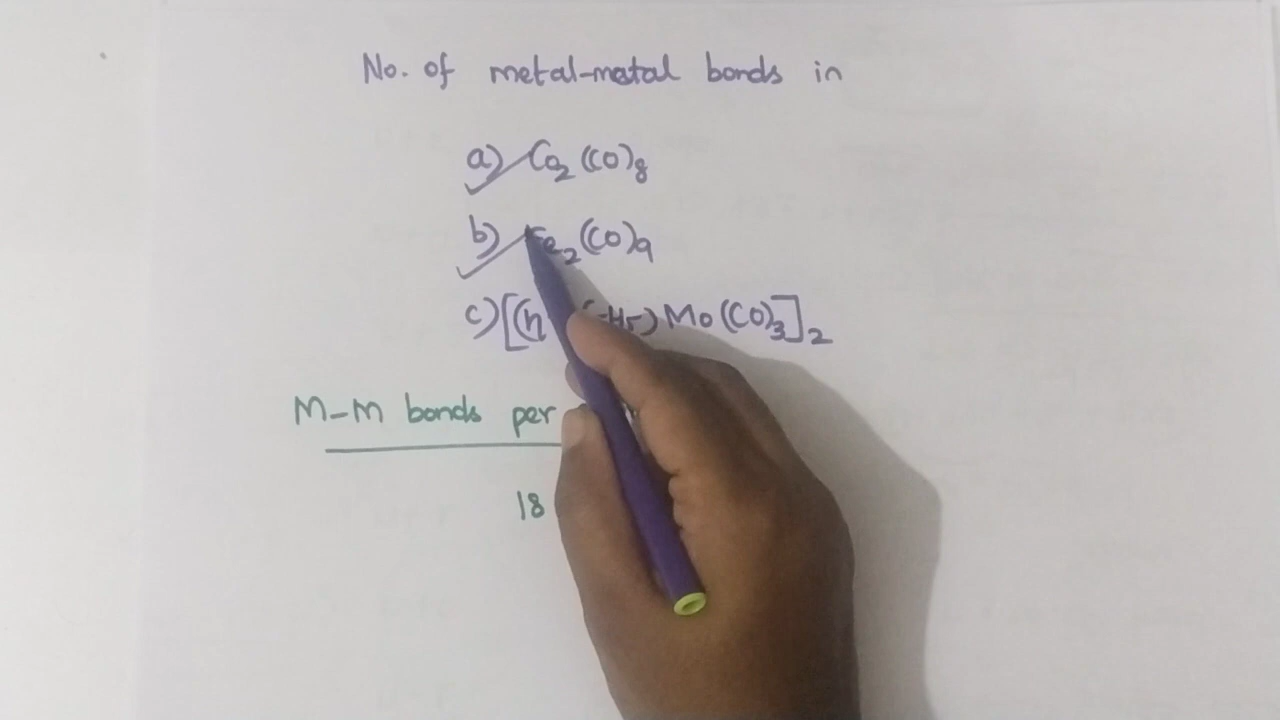 No. of metal-metal bonds in
a) Co₂(CO)₈
b) Fe₂(CO)₉
c) [(η H₅) Mo(CO)₃]₂
M-M bonds per
18